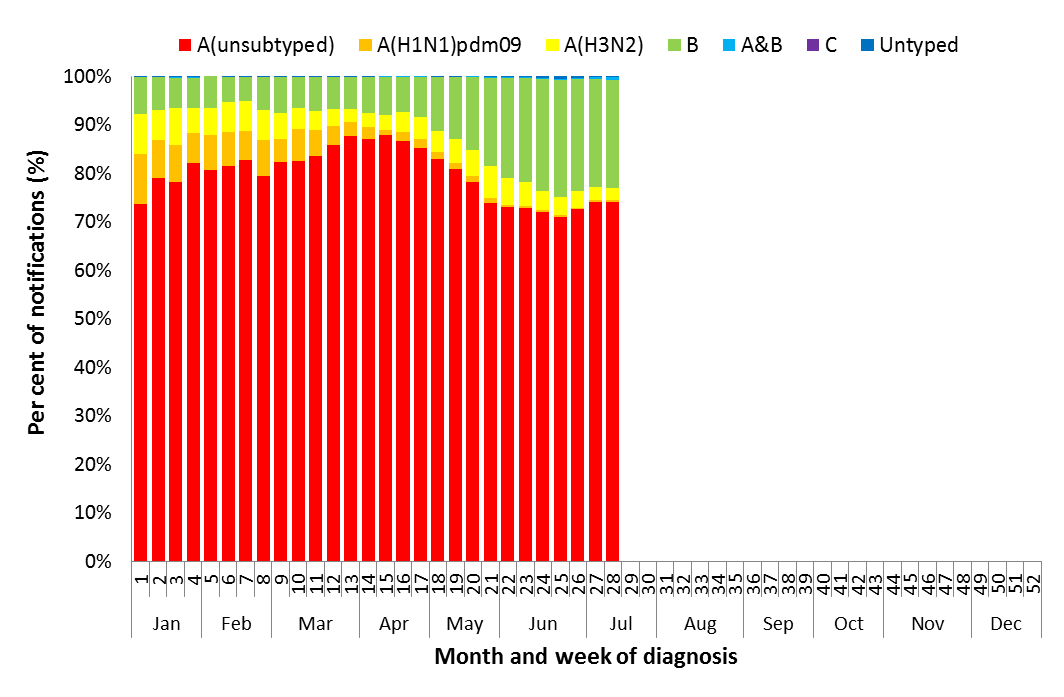 A(unsubtyped) A(H1N1)pdm09 A(H3N2) B A&B C Untyped
Per cent of notifications (%)
100%
90%
80%
70%
60%
50%
40%
30%
20%
10%
0%
1 2 3 4 5 6 7 8 9 10 11 12 13 14 15 16 17 18 19 20 21 22 23 24 25 26 27 28 29 30 31 32 33 34 35 36 37 38 39 40 41 42 43 44 45 46 47 48 49 50 51 52
Jan Feb Mar Apr May Jun Jul Aug Sep Oct Nov Dec
Month and week of diagnosis